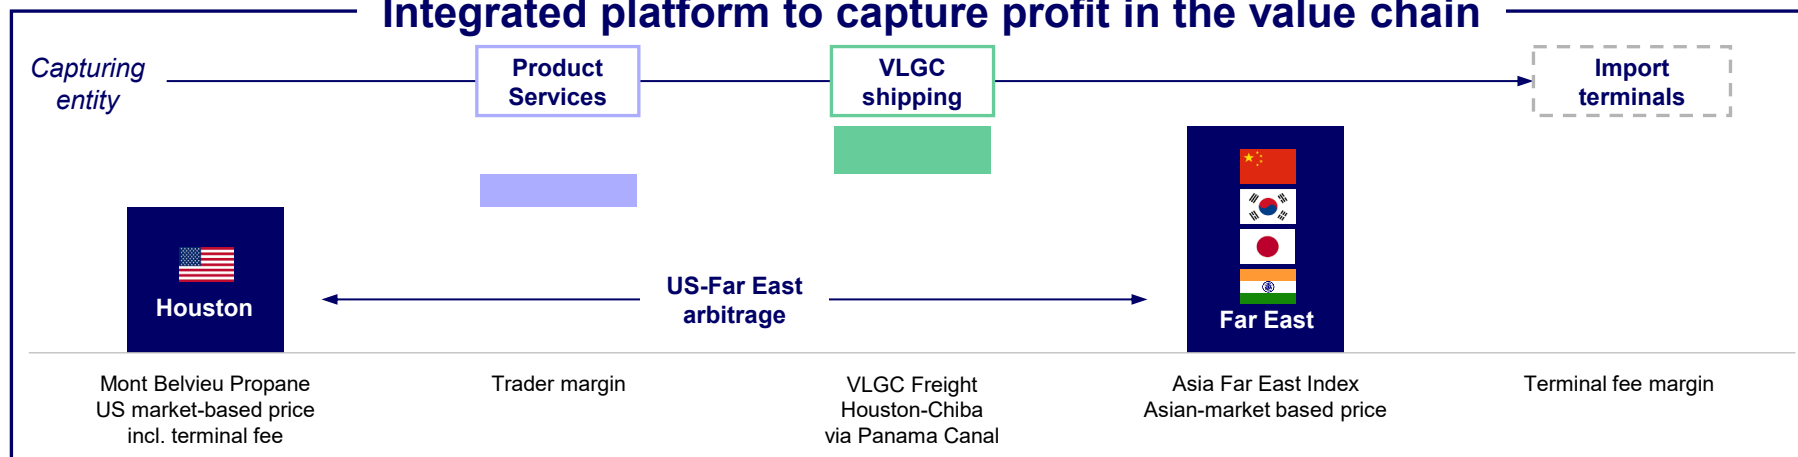 Integrated platform to capture profit in the value chain
Capturing
entity
Product
Services
VLGC
shipping
Import
terminals
Houston
US-Far East
arbitrage
Far East
Mont Belvieu Propane
US market-based price
incl. terminal fee
Trader margin
VLGC Freight
Houston-Chiba
via Panama Canal
Asia Far East Index
Asian-market based price
Terminal fee margin